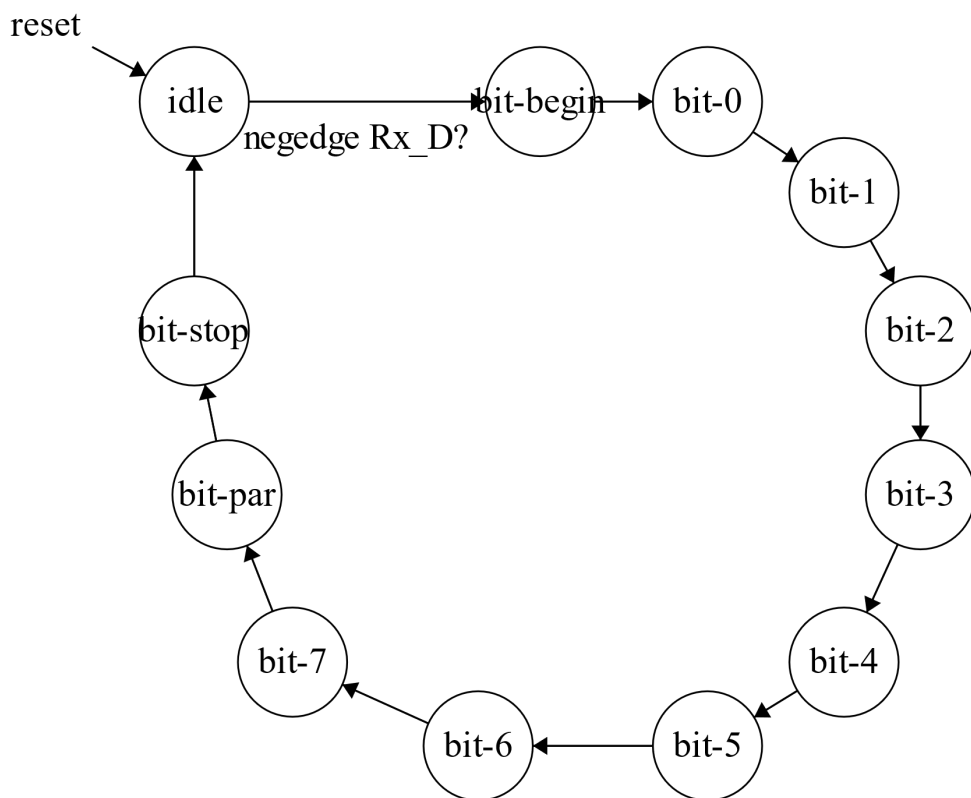 reset
idle
bit-begin
bit-0
negedge Rx_D?
bit-1
bit-2
bit-3
bit-4
bit-5
bit-6
bit-7
bit-par
bit-stop